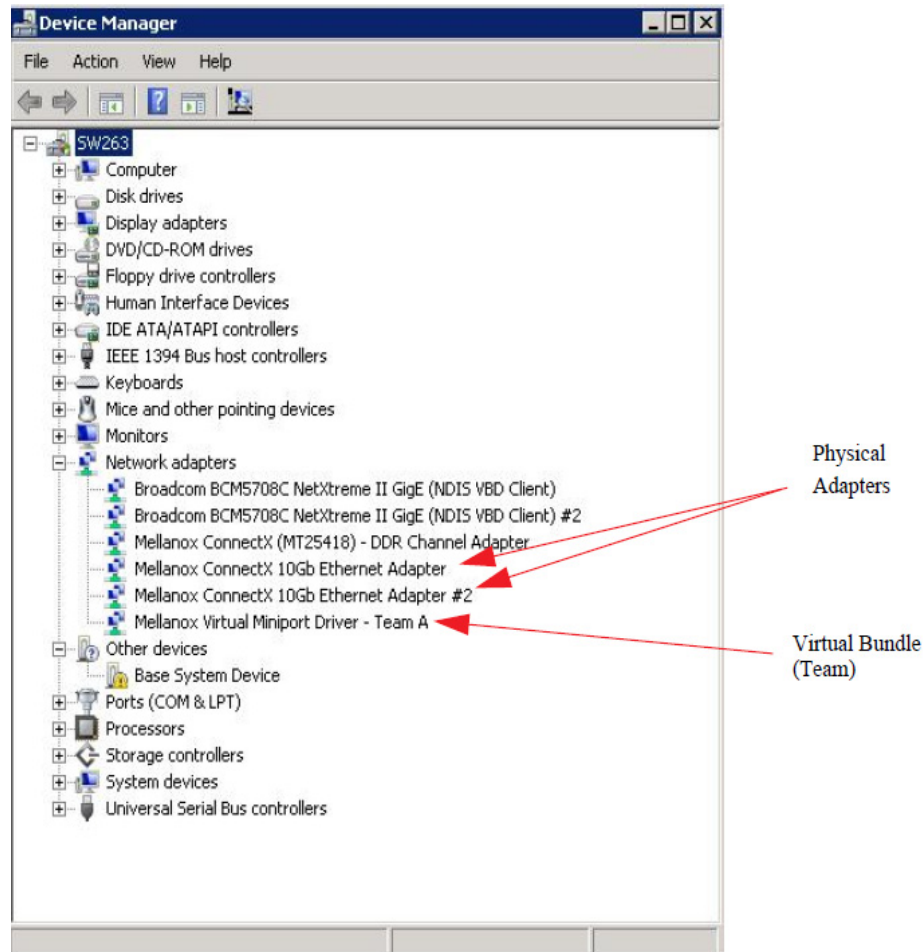 Device Manager
File Action View Help
SW263
Computer
Disk drives
Display adapters
DVD/CD-ROM drives
Floppy drive controllers
Human Interface Devices
IDE ATA/ATAPI controllers
IEEE 1394 Bus host controllers
Keyboards
Mice and other pointing devices
Monitors
Network adapters
Broadcom BCM5708C NetXtreme II GigE (NDIS VBD Client)
Broadcom BCM5708C NetXtreme II GigE (NDIS VBD Client) #2
Mellanox ConnectX (MT25418) - DDR Channel Adapter
Mellanox ConnectX 10Gb Ethernet Adapter
Mellanox ConnectX 10Gb Ethernet Adapter #2
Mellanox Virtual Miniport Driver - Team A
Other devices
Base System Device
Ports (COM & LPT)
Processors
Storage controllers
System devices
Universal Serial Bus controllers
Physical
Adapters
Virtual Bundle
(Team)